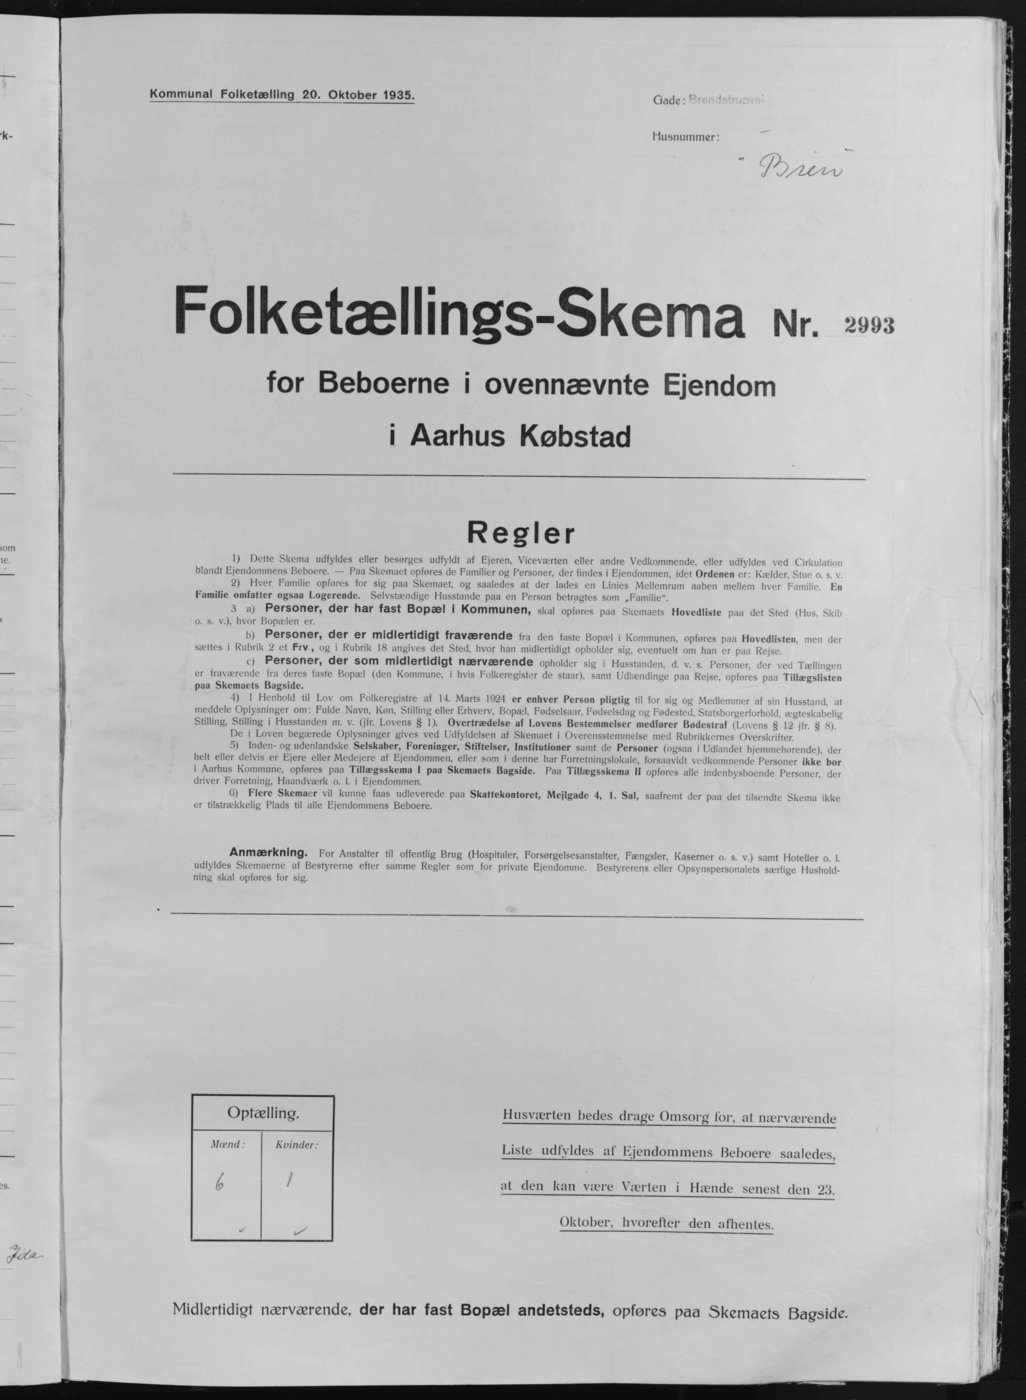 Kommunal Folketælling 20. Oktober 1935.
Gade: Brendstrupvej
Husnummer: —
" Brien "
Folketællings-Skema Nr. 2993
for Beboerne i ovennævnte Ejendom
i Aarhus Købstad
Regler
1) Dette Skema udfyldes eller besørges udfyldt af Ejeren, Viceværten eller andre Vedkommende, eller udfyldes ved Cirkulation
blandt Ejendommens Beboere. — Paa Skemaet opføres de Familier og Personer, der findes i Ejendommen, idet Ordenen er: Kælder, Stue o. s. v.
2) Hver Familie opføres for sig paa Skemaet, og saaledes at der lades en Linies Mellemrum aaben mellem hver Familie. En
Familie omfatter ogsaa Logerende. Selvstændige Husstande paa en Person betragtes som „Familie".
3 a) Personer, der har fast Bopæl i Kommunen, skal opføres paa Skemaets Hovedliste paa det Sted (Hus, Skib
o. s. v.), hvor Bopælen er.
b) Personer, der er midlertidigt fraværende fra den faste Bopæl i Kommunen, opføres paa Hovedlisten, men der
sættes i Rubrik 2 et Frv., og i Rubrik 18 angives det Sted, hvor han midlertidigt opholder sig, eventuelt om han er paa Rejse.
c) Personer, der som midlertidigt nærværende opholder sig i Husstanden, d. v. s. Personer, der ved Tællingen
er fraværende fra deres faste Bopæl (den Kommune, i hvis Folkeregister de staar), samt Udlændinge paa Rejse, opføres paa Tillægslisten
paa Skemaets Bagside.
4) I Henhold til Lov om Folkeregistre af 14. Marts 1924 er enhver Person pligtig til for sig og Medlemmer af sin Husstand, at
meddele Oplysninger om: Fulde Navn, Køn, Stilling eller Erhverv, Bopæl, Fødselsaar, Fødselsdag og Fødested, Statsborgerforhold, ægteskabelig
Stilling, Stilling i Husstanden m. v. (jfr. Lovens § 1). Overtrædelse af Lovens Bestemmelser medfører Bødestraf (Lovens § 12 jfr. § 8).
De i Loven begærede Oplysninger gives ved Udfyldelsen af Skemaet i Overensstemmelse med Rubrikkernes Overskrifter.
5) Inden- og udenlandske Selskaber, Foreninger, Stiftelser, Institutioner samt de Personer (ogsaa i Udlandet hjemmehørende), der
helt eller delvis er Ejere eller Medejere af Ejendommen, eller som i denne har Forretningslokale, forsaavidt vedkommende Personer ikke bor
i Aarhus Kommune, opføres paa Tillægsskema I paa Skemaets Bagside. Paa Tillægsskema II opføres alle indenbysboende Personer, der
driver Forretning, Haandværk o. l. i Ejendommen.
6) Flere Skemaer vil kunne faas udleverede paa Skattekontoret, Mejlgade 4, 1. Sal, saafremt der paa det tilsendte Skema ikke
er tilstrækkelig Plads til alle Ejendommens Beboere.
Anmærkning. For Anstalter til offentlig Brug (Hospitaler, Forsørgelsesanstalter, Fængsler, Kaserner o. s. v.) samt Hoteller o. l.
udfyldes Skemaerne af Bestyrerne efter samme Regler som for private Ejendomme. Bestyrerens eller Opsynspersonalets særlige Hushold-
ning skal opføres for sig.
Optælling.
Mænd: Kvinder:
6 1
✓ ✓
Husværten bedes drage Omsorg for, at nærværende
Liste udfyldes af Ejendommens Beboere saaledes,
at den kan være Værten i Hænde senest den 23.
Oktober, hvorefter den afhentes.
Midlertidigt nærværende, der har fast Bopæl andetsteds, opføres paa Skemaets Bagside.
rk-
som
ne.
es.
Ida